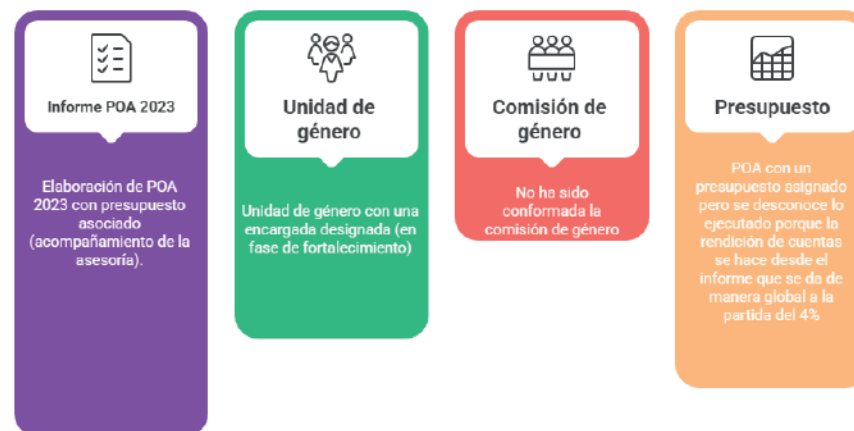 Informe POA 2023
Elaboración de POA
2023 con presupuesto
asociado
(acompañamiento de la
asesoría).
Unidad de
género
Unidad de género con una
encargada designada (en
fase de fortalecimiento)
Comisión de
género
No ha sido
conformada la
comisión de género
Presupuesto
POA con un
presupuesto asignado
pero se desconoce lo
ejecutado porque la
rendición de cuentas
se hace desde el
informe que se da de
manera global a la
partida del 4%